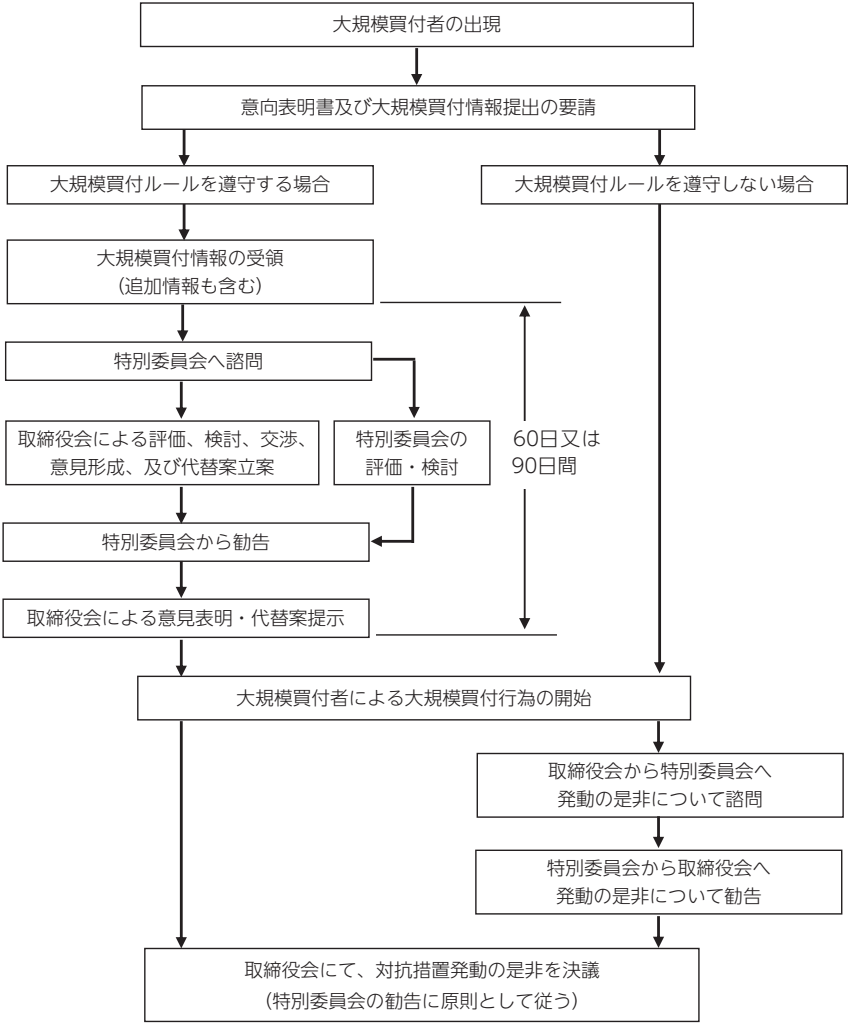 大規模買付者の出現
意向表明書及び大規模買付情報提出の要請
大規模買付ルールを遵守する場合
大規模買付ルールを遵守しない場合
大規模買付情報の受領
（追加情報も含む）
特別委員会へ諮問
取締役会による評価、検討、交渉、
意見形成、及び代替案立案
特別委員会の
評価・検討
60日又は
90日間
特別委員会から勧告
取締役会による意見表明・代替案提示
大規模買付者による大規模買付行為の開始
取締役会から特別委員会へ
発動の是非について諮問
特別委員会から取締役会へ
発動の是非について勧告
取締役会にて、対抗措置発動の是非を決議
（特別委員会の勧告に原則として従う）